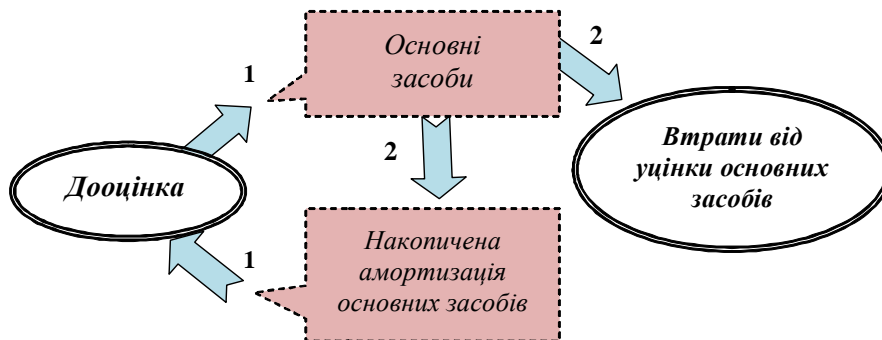 Основні
засоби
2
1
Втрати від
уцінки основних
засобів
2
Дооцінка
Накопичена
амортизація
основних засобів
1